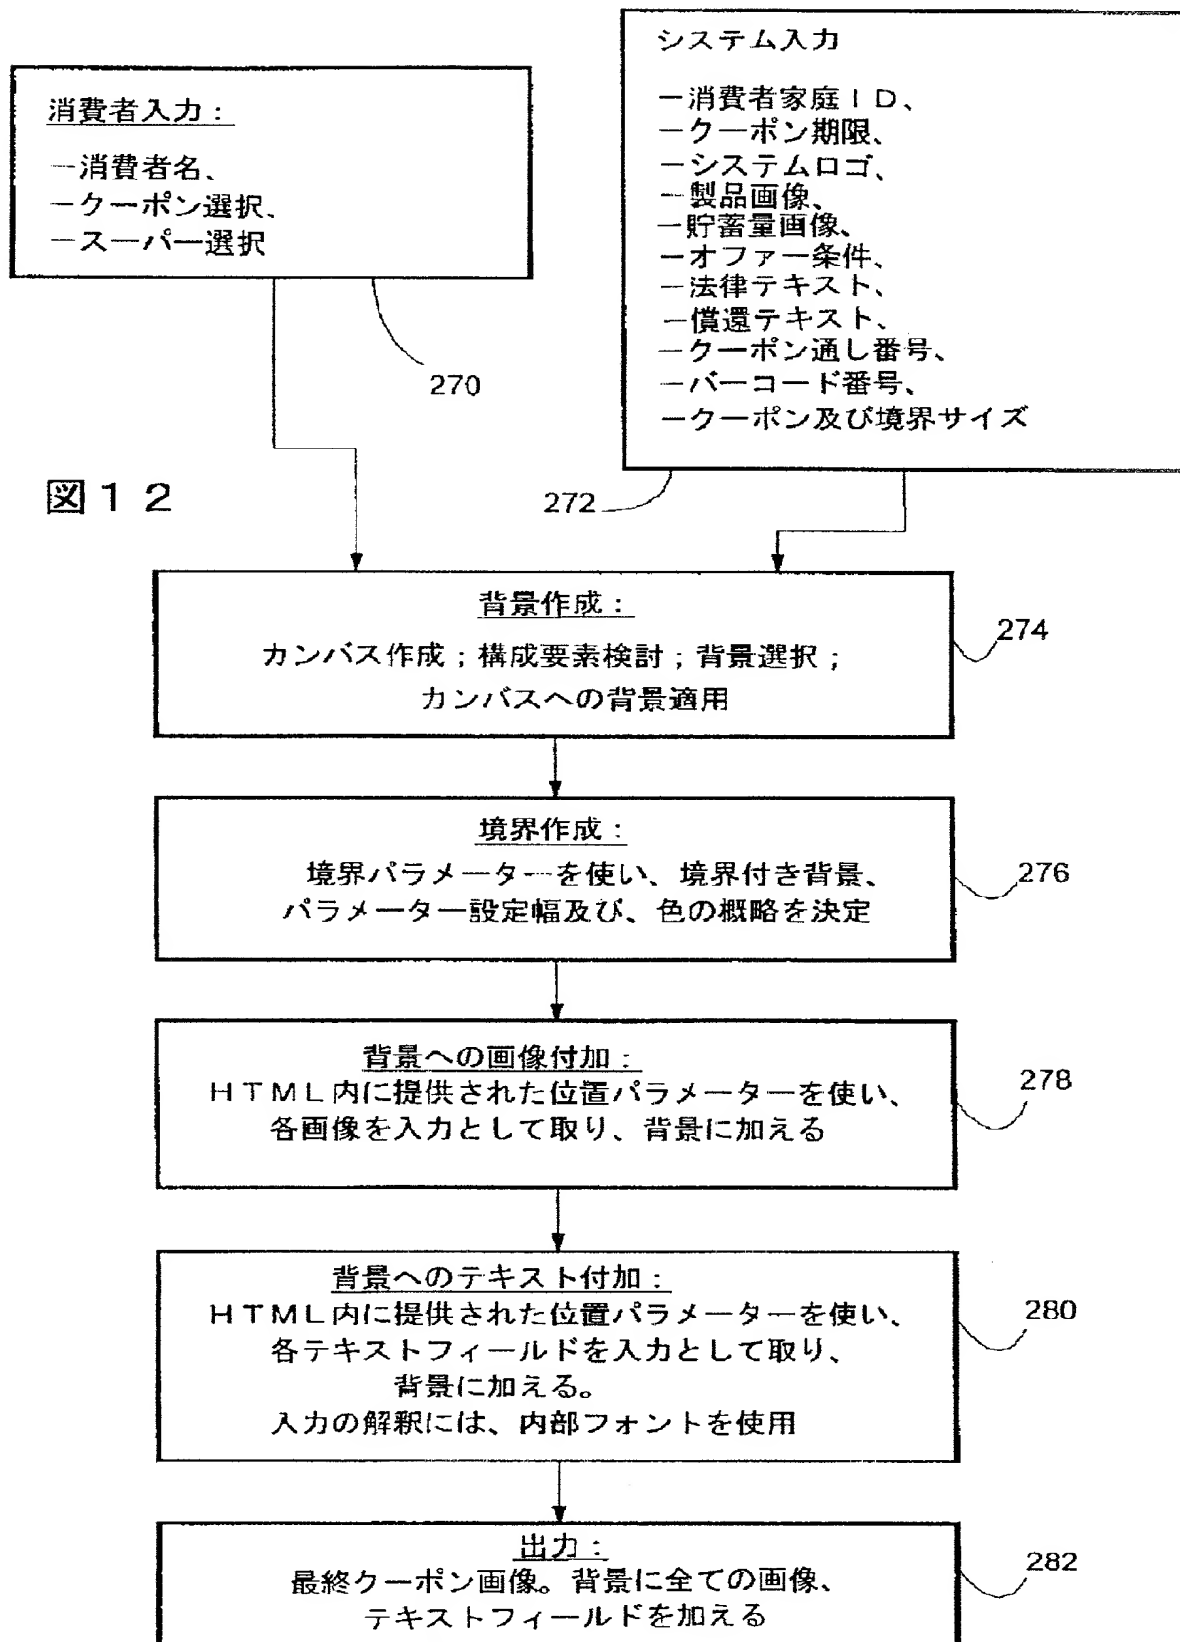 システム入力
－消費者家庭ＩＤ、
－クーポン期限、
－システムロゴ、
－製品画像、
－貯蓄量画像、
－オファー条件、
－法律テキスト、
－償還テキスト、
－クーポン通し番号、
－バーコード番号、
－クーポン及び境界サイズ
消費者入力：
－消費者名、
－クーポン選択、
－スーパー選択
270
272
図１２
背景作成：
カンバス作成；構成要素検討；背景選択；
カンバスへの背景適用
274
境界作成：
境界パラメーターを使い、境界付き背景、
パラメーター設定幅及び、色の概略を決定
276
背景への画像付加：
ＨＴＭＬ内に提供された位置パラメーターを使い、
各画像を入力として取り、背景に加える
278
背景へのテキスト付加：
ＨＴＭＬ内に提供された位置パラメーターを使い、
各テキストフィールドを入力として取り、
背景に加える。
入力の解釈には、内部フォントを使用
280
出力：
最終クーポン画像。背景に全ての画像、
テキストフィールドを加える
282